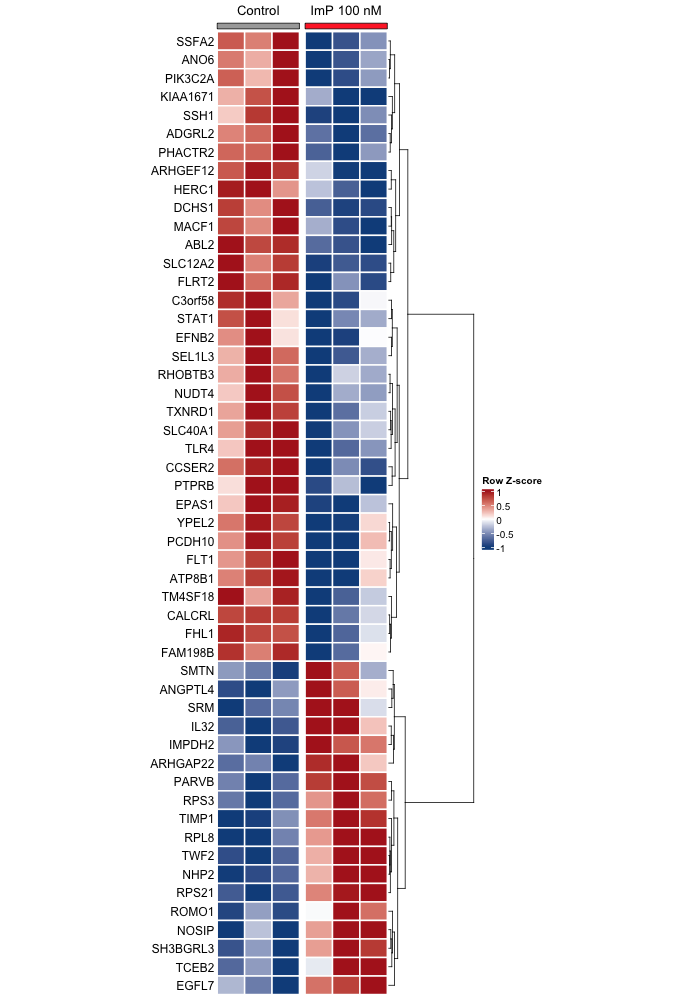 Control ImP 100 nM
SSFA2
ANO6
PIK3C2A
KIAA1671
SSH1
ADGRL2
PHACTR2
ARHGEF12
HERC1
DCHS1
MACF1
ABL2
SLC12A2
FLRT2
C3orf58
STAT1
EFNB2
SEL1L3
RHOBTB3
NUDT4
TXNRD1
SLC40A1
TLR4
CCSER2
PTPRB
EPAS1
YPEL2
PCDH10
FLT1
ATP8B1
TM4SF18
CALCRL
FHL1
FAM198B
SMTN
ANGPTL4
SRM
IL32
IMPDH2
ARHGAP22
PARVB
RPS3
TIMP1
RPL8
TWF2
NHP2
RPS21
ROMO1
NOSIP
SH3BGRL3
TCEB2
EGFL7
Row Z-score
1
0.5
0
-0.5
-1